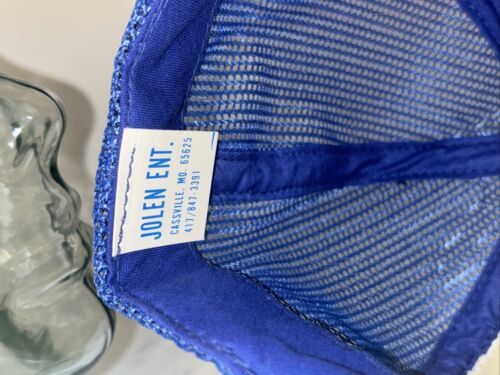 JOLEN ENT.
CASSVILLE, MO. 65625
417/847-3391